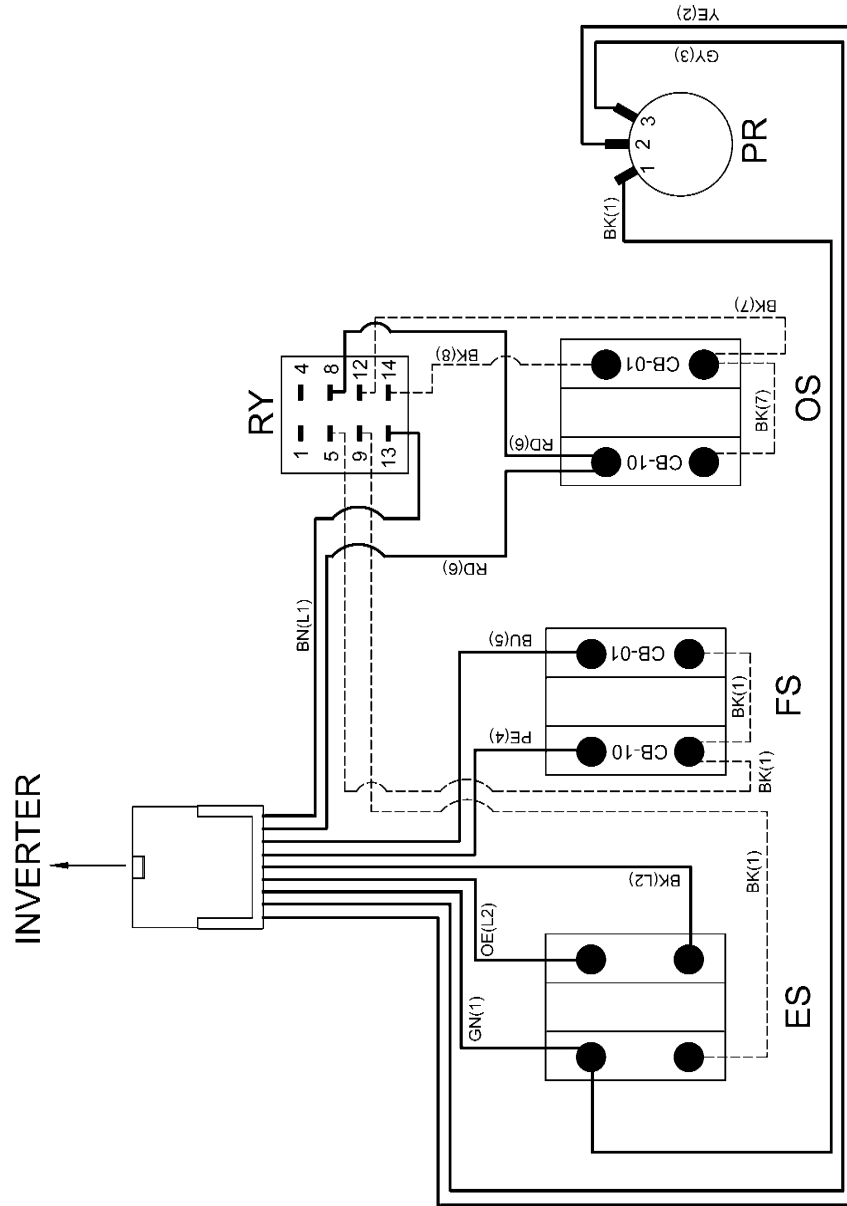 INVERTER
BN(L1)
RD(6)
RY
1 4
5 8
9 12
13 14
BK(8)
BK(7)
RD(6)
CB-10
CB-01
BK(7)
OS
YE(2)
GY(3)
BK(1)
1 2 3
PR
BU(5)
PE(4)
CB-10
CB-01
BK(1)
BK(1)
FS
BK(L2)
OE(L2)
GN(1)
BK(1)
ES